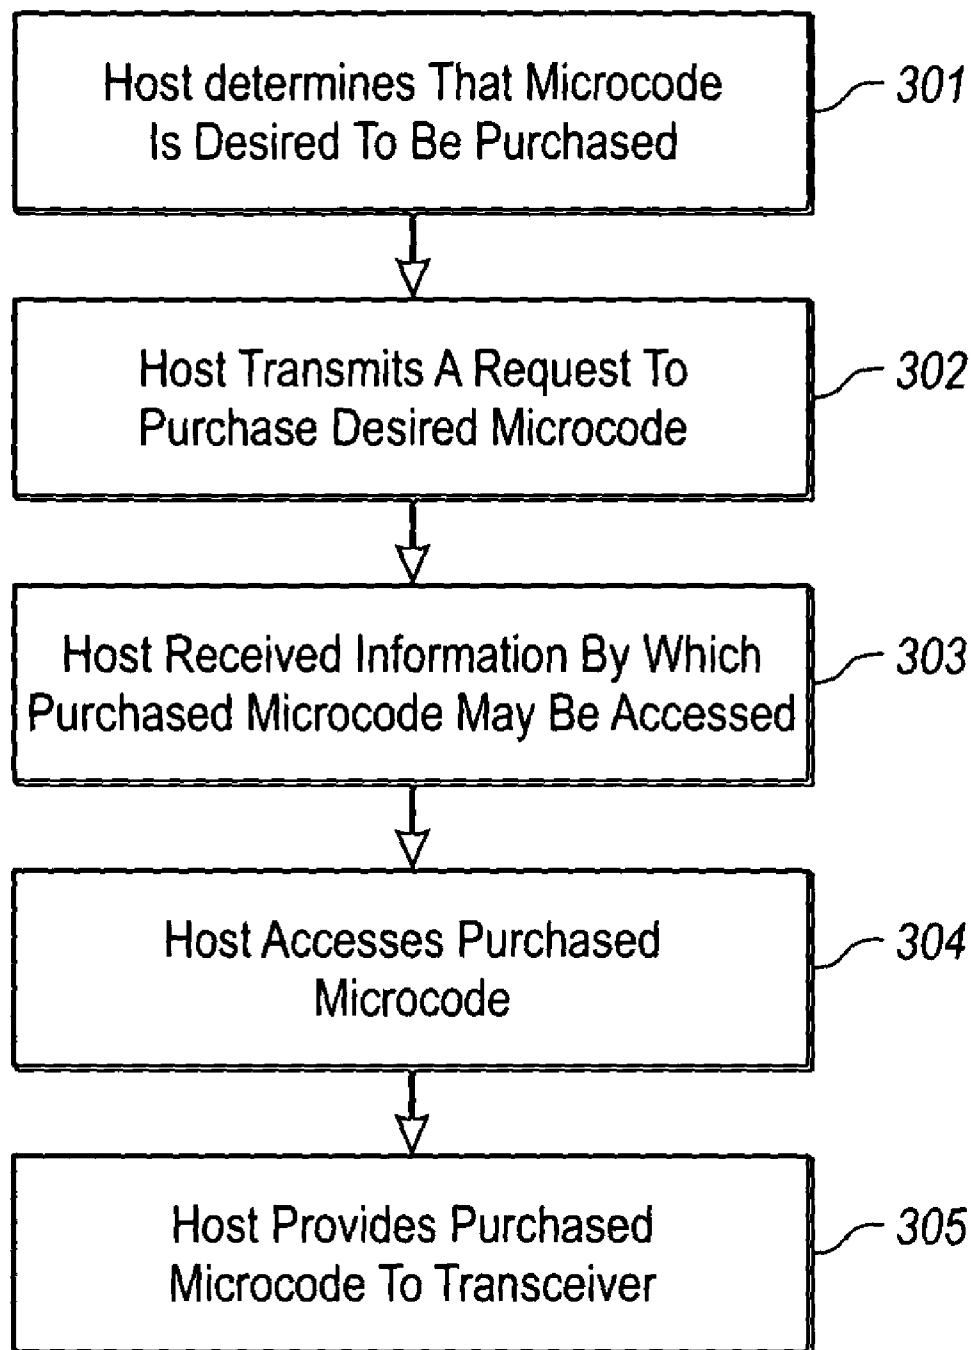 Host determines That Microcode
Is Desired To Be Purchased
301
Host Transmits A Request To
Purchase Desired Microcode
302
Host Received Information By Which
Purchased Microcode May Be Accessed
303
Host Accesses Purchased
Microcode
304
Host Provides Purchased
Microcode To Transceiver
305